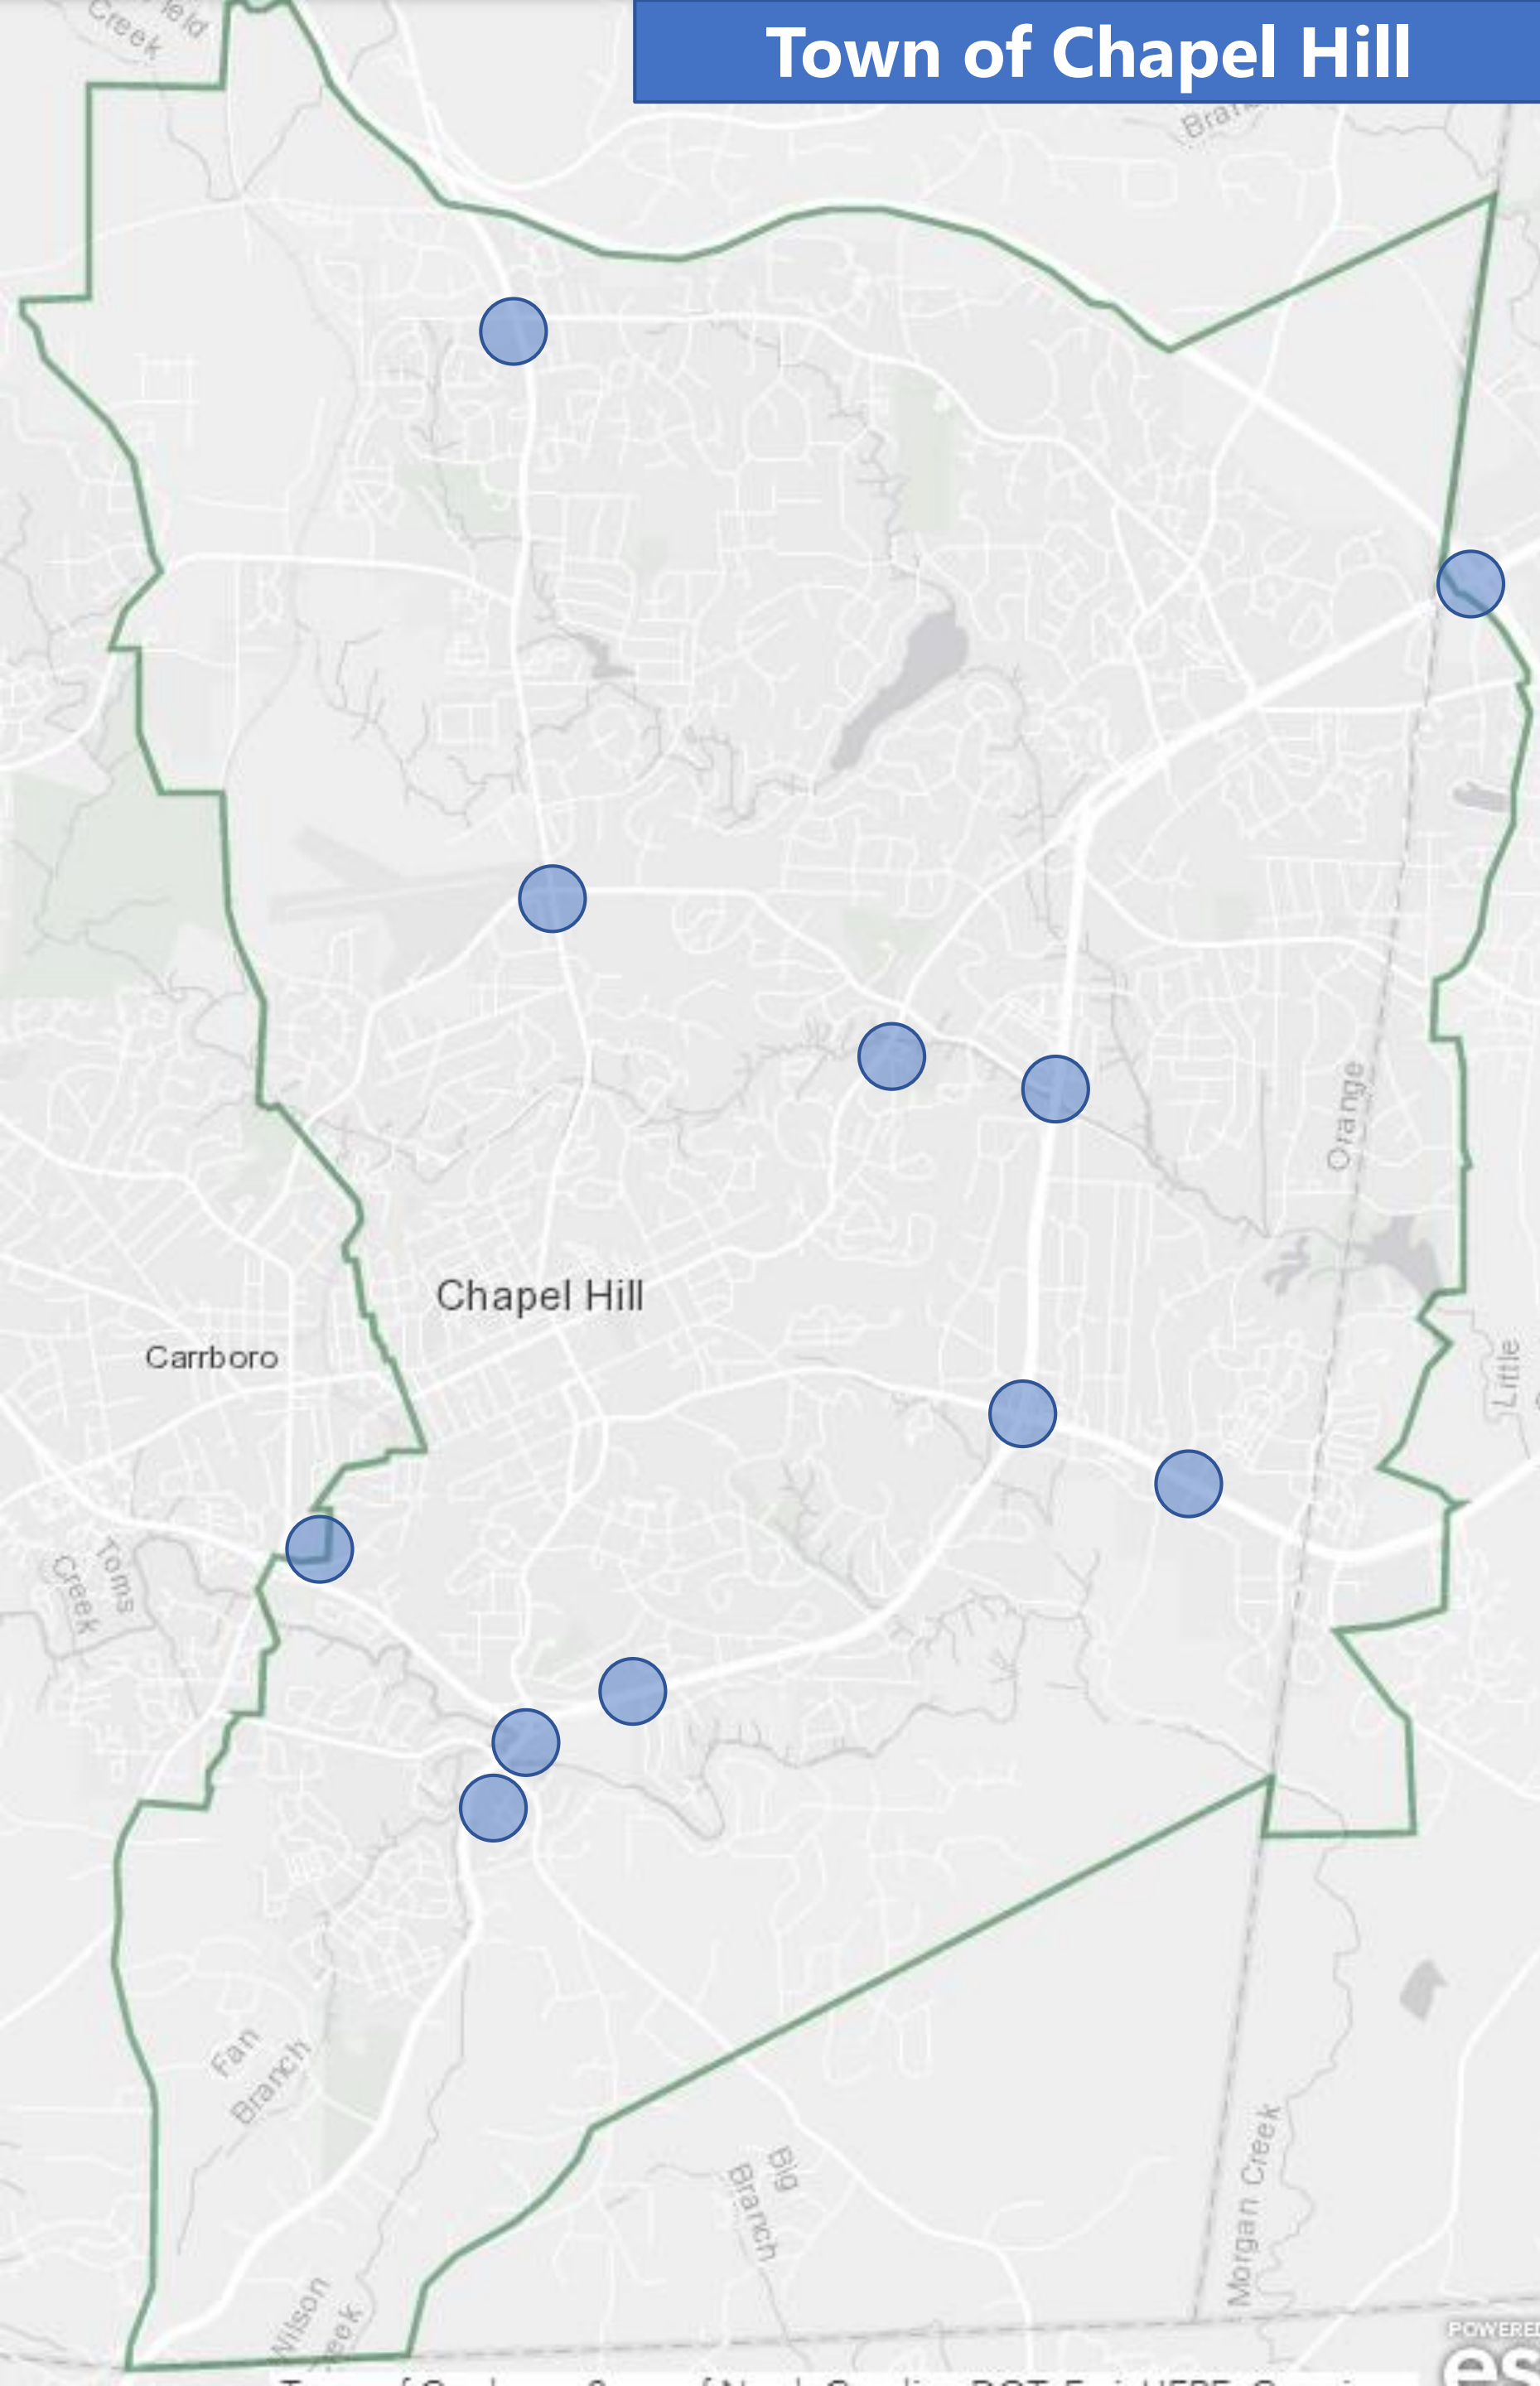 Creek
Town of Chapel Hill
Orange
Chapel Hill
Carrboro
Little
Toms
Creek
Fan
Branch
Big
Branch
Morgan Creek
Wilson
POWERED